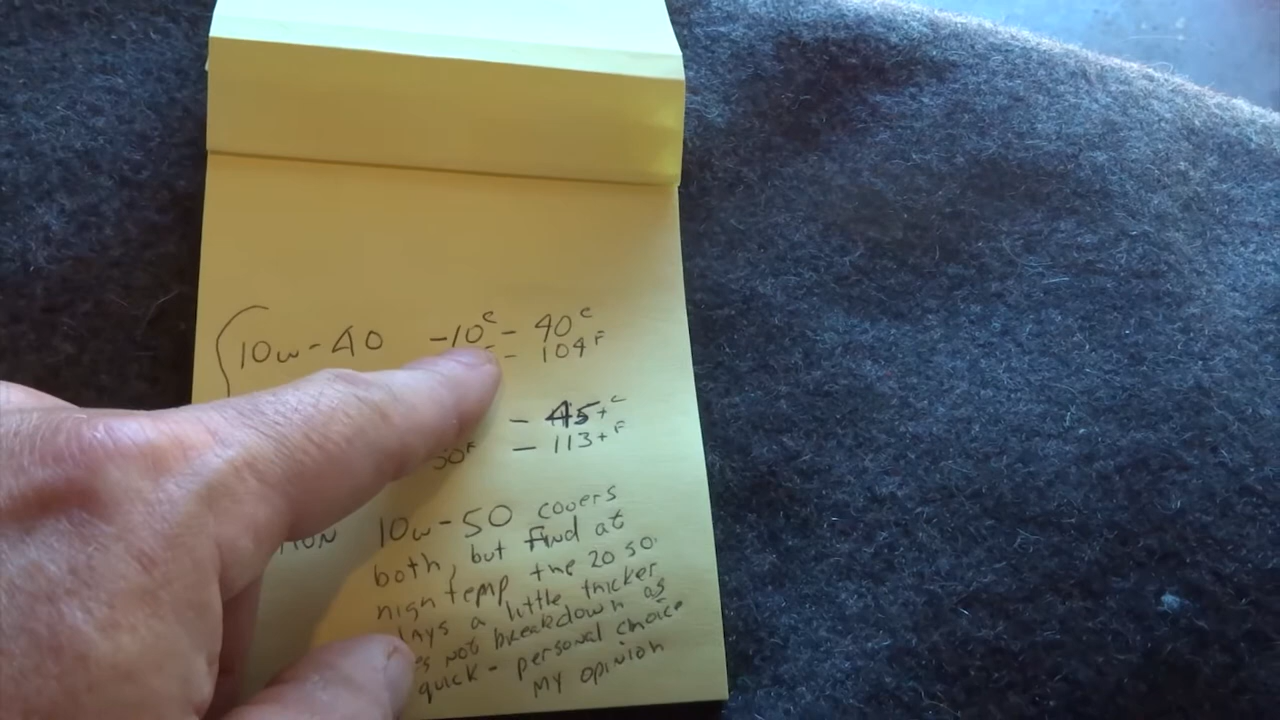 10w-40 -10c - 40c
- 104F
- 45+c
- 113+F
10w-50 covers
both, but find at
high temp the 20 50
a little thicker
not breakdown as
quick - personal choice
My opinion